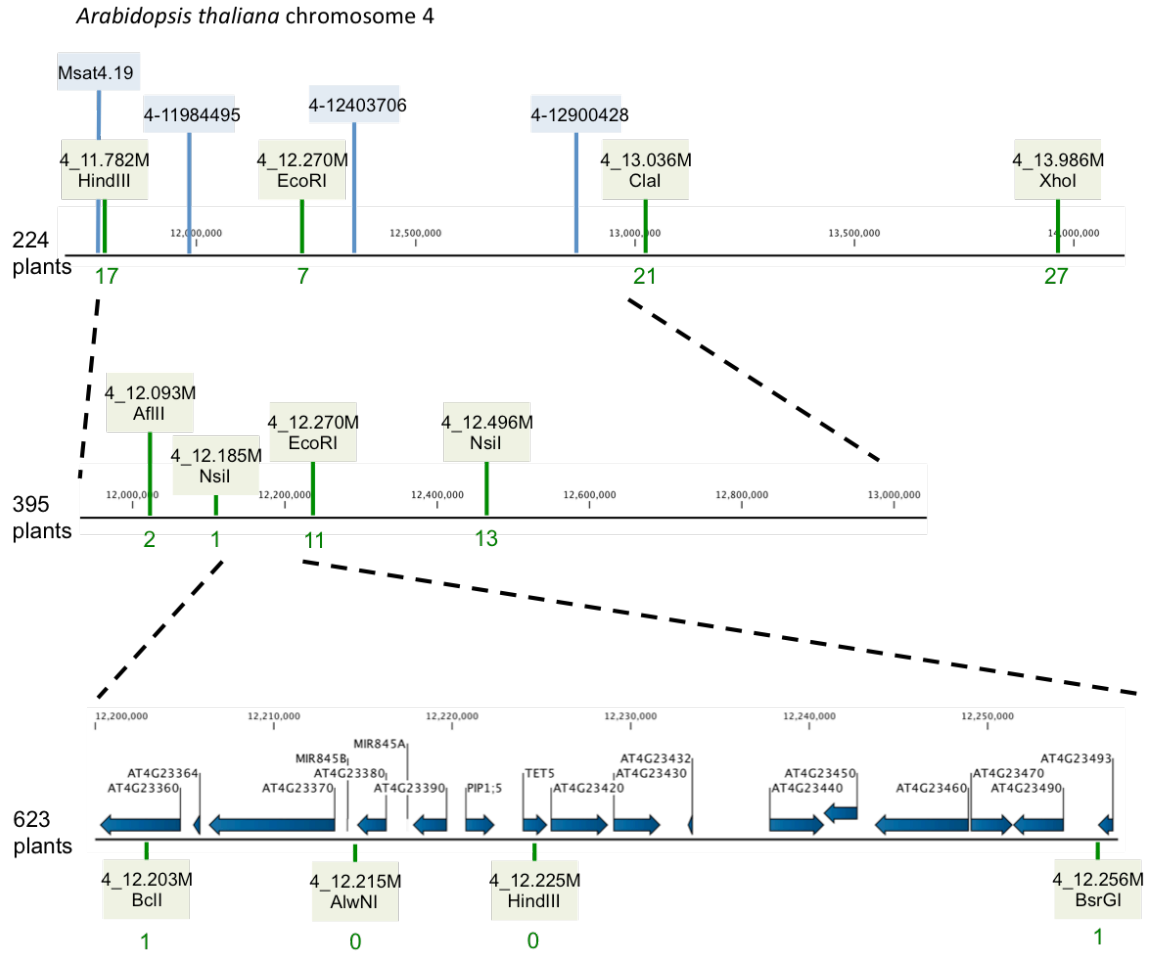 Arabidopsis thaliana chromosome 4
Msat4.19
4-11984495
4-12403706
4-12900428
4_11.782M
HindIII
4_12.270M
EcoRI
4_13.036M
ClaI
4_13.986M
XhoI
12,000,000
12,500,000
13,000,000
13,500,000
14,000,000
224
plants
17
7
21
27
4_12.093M
AflII
4_12.185M
NsiI
4_12.270M
EcoRI
4_12.496M
NsiI
12,000,000
12,200,000
12,400,000
12,600,000
12,800,000
13,000,000
395
plants
2
1
11
13
12,200,000
12,210,000
12,220,000
12,230,000
12,240,000
12,250,000
MIR845A
MIR845B
AT4G23432
AT4G23493
AT4G23364
AT4G23380
TET5
AT4G23430
AT4G23450
AT4G23470
AT4G23360
AT4G23370
AT4G23390
PIP1;5
AT4G23420
AT4G23440
AT4G23460
AT4G23490
623
plants
4_12.203M
BclI
4_12.215M
AlwNI
4_12.225M
HindIII
4_12.256M
BsrGI
1
0
0
1